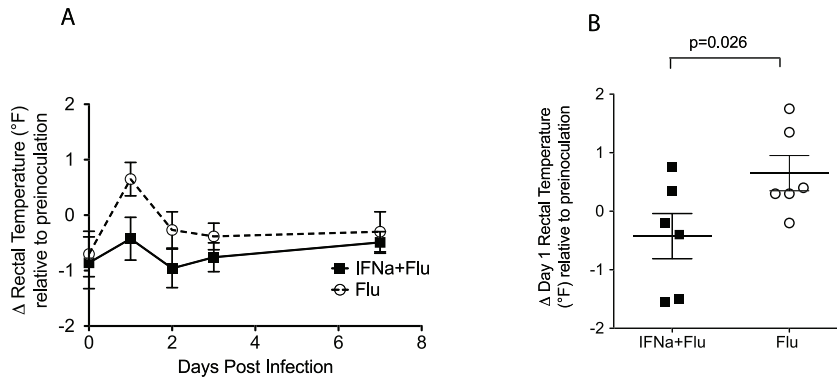 A
Δ Rectal Temperature (°F)
relative to preinoculation
2
1
0
-1
-2
0
2
4
6
8
Days Post Infection
IFNa+Flu
Flu
B
p=0.026
Δ Day 1 Rectal Temperature
(°F) relative to preinoculation
2
1
0
-1
-2
IFNa+Flu
Flu